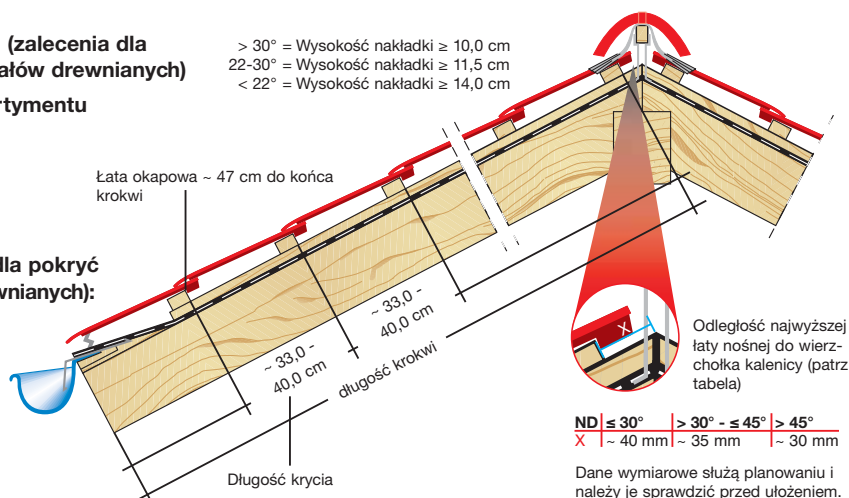 (zalecenia dla
ałów drewnianych)
rtymentu
> 30° = Wysokość nakładki ≥ 10,0 cm
22-30° = Wysokość nakładki ≥ 11,5 cm
< 22° = Wysokość nakładki ≥ 14,0 cm
Łata okapowa ~ 47 cm do końca
krokwi
lla pokryć
wnianych):
~ 33,0 -
40,0 cm
~ 33,0 -
40,0 cm
długość krokwi
Długość krycia
X
Odległość najwyższej
łaty nośnej do wierz-
chołka kalenicy (patrz
tabela)
ND ≤ 30° > 30° - ≤ 45° > 45°
X ~ 40 mm ~ 35 mm ~ 30 mm
Dane wymiarowe służą planowaniu i
należy je sprawdzić przed ułożeniem.